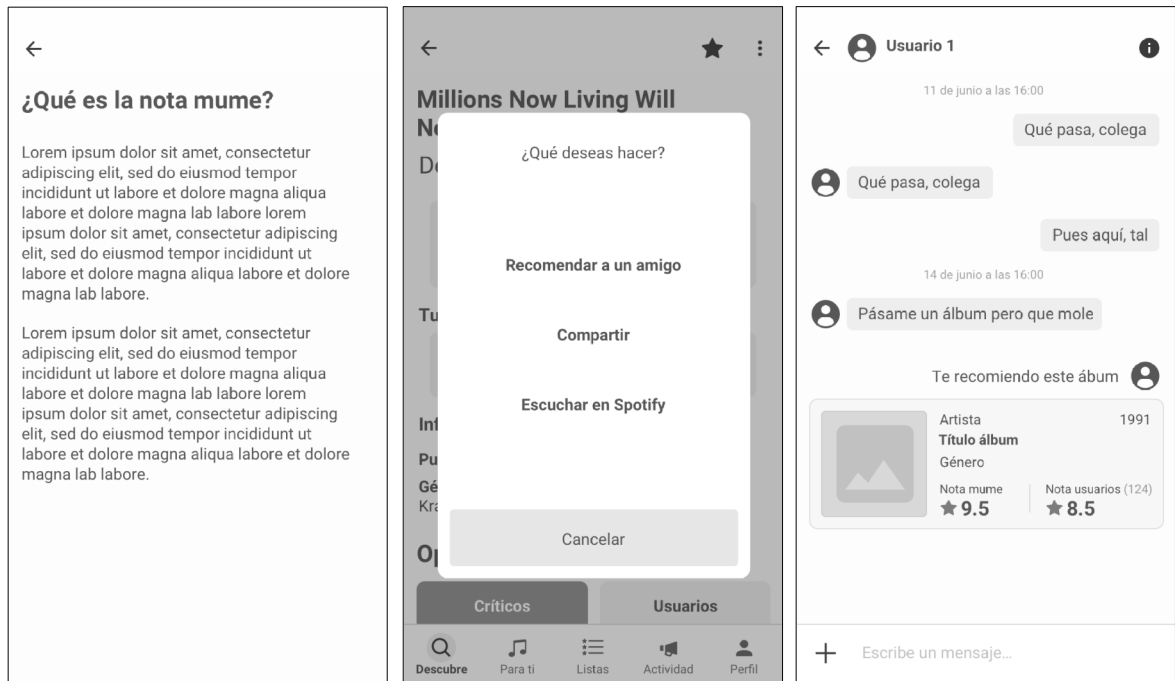 ¿Qué es la nota mume?
Lorem ipsum dolor sit amet, consectetur
adipiscing elit, sed do eiusmod tempor
incididunt ut labore et dolore magna aliqua
labore et dolore magna lab labore lorem
ipsum dolor sit amet, consectetur adipiscing
elit, sed do eiusmod tempor incididunt ut
labore et dolore magna aliqua labore et dolore
magna lab labore.
Lorem ipsum dolor sit amet, consectetur
adipiscing elit, sed do eiusmod tempor
incididunt ut labore et dolore magna aliqua
labore et dolore magna lab labore lorem
ipsum dolor sit amet, consectetur adipiscing
elit, sed do eiusmod tempor incididunt ut
labore et dolore magna aliqua labore et dolore
magna lab labore.
Millions Now Living Will
¿Qué deseas hacer?
Recomendar a un amigo
Compartir
Escuchar en Spotify
Cancelar
Críticos
Usuarios
Descubre
Para ti
Listas
Actividad
Perfil
Usuario 1
11 de junio a las 16:00
Qué pasa, colega
Qué pasa, colega
Pues aquí, tal
14 de junio a las 16:00
Pásame un álbum pero que mole
Te recomiendo este ábum
Artista 1991
Título álbum
Género
Nota mume
9.5
Nota usuarios (124)
8.5
Escribe un mensaje...